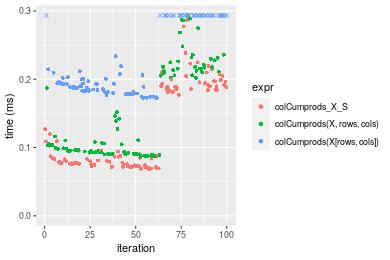 0.3
0.2
0.1
0.0
time (ms)
0
25
50
75
100
iteration
expr
colCumprods_X_S
colCumprods(X, rows, cols)
colCumprods(X[rows, cols])